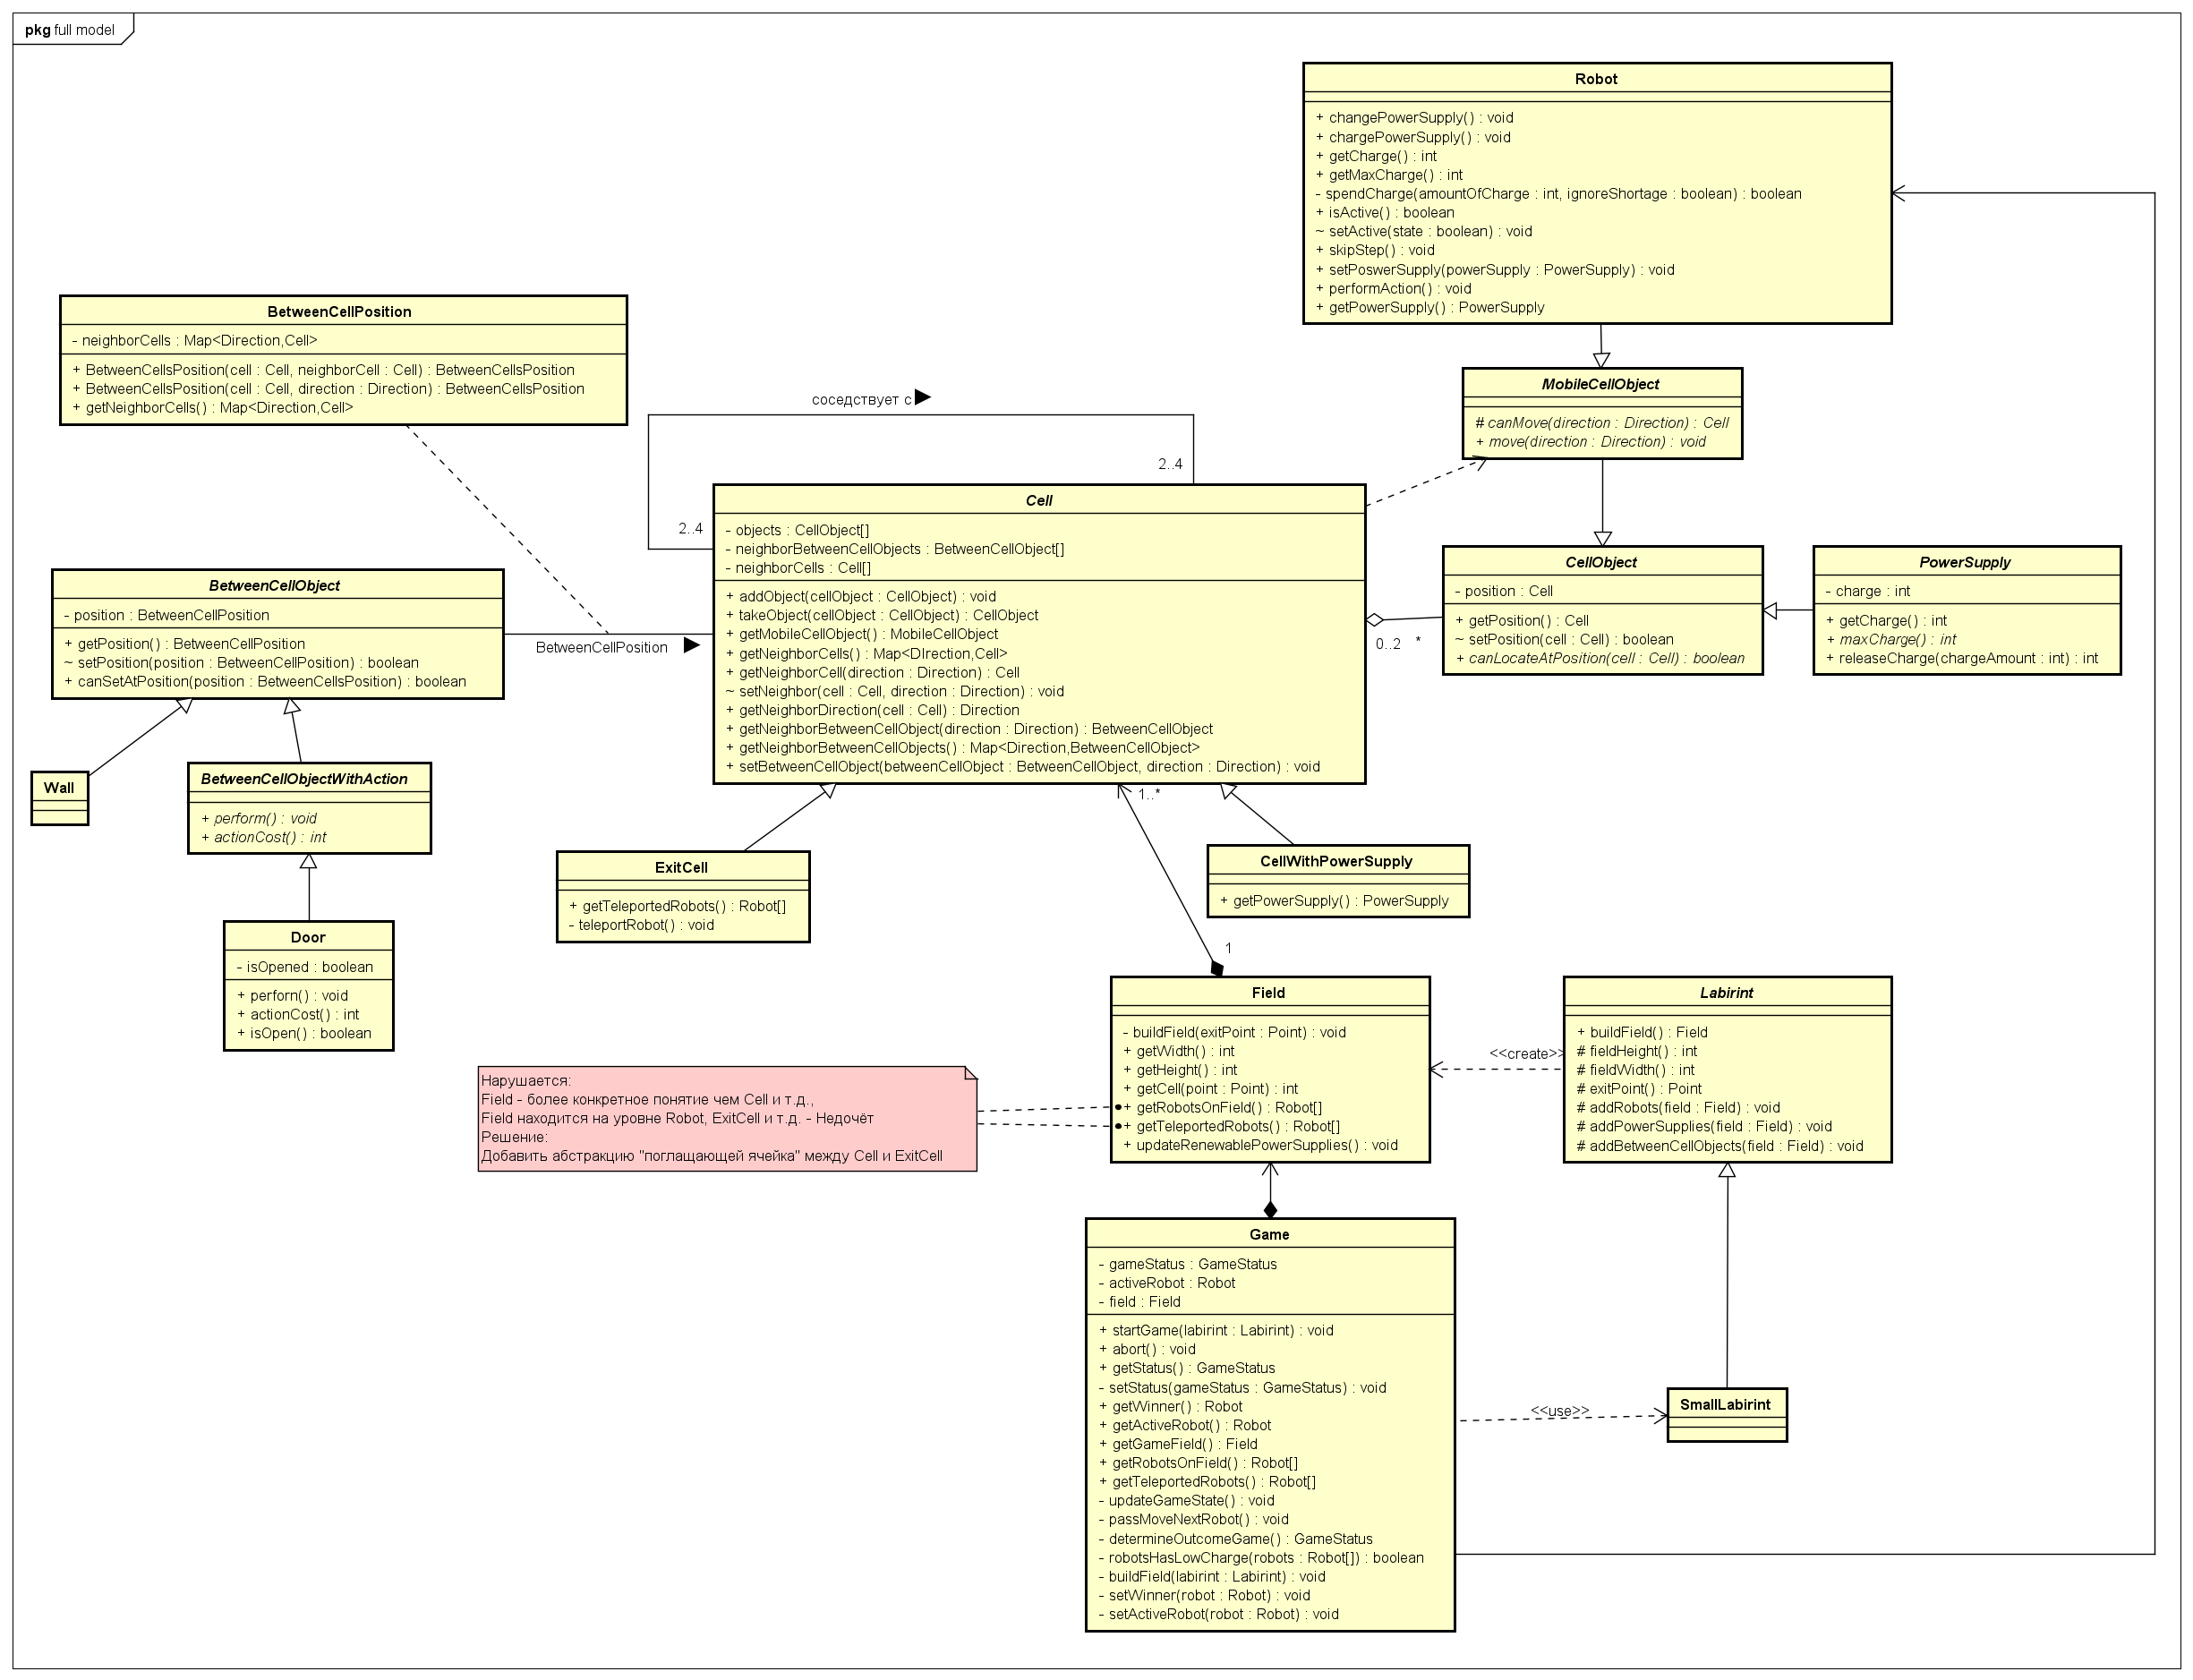 pkg full model
Robot
+ changePowerSupply() : void
+ chargePowerSupply() : void
+ getCharge() : int
+ getMaxCharge() : int
- spendCharge(amountOfCharge : int, ignoreShortage : boolean) : boolean
+ isActive() : boolean
~ setActive(state : boolean) : void
+ skipStep() : void
+ setPoswerSupply(powerSupply : PowerSupply) : void
+ performAction() : void
+ getPowerSupply() : PowerSupply
BetweenCellPosition
- neighborCells : Map<Direction,Cell>
+ BetweenCellsPosition(cell : Cell, neighborCell : Cell) : BetweenCellsPosition
+ BetweenCellsPosition(cell : Cell, direction : Direction) : BetweenCellsPosition
+ getNeighborCells() : Map<Direction,Cell>
MobileCellObject
# canMove(direction : Direction) : Cell
+ move(direction : Direction) : void
соседствует с
2..4
2..4
Cell
- objects : CellObject[]
- neighborBetweenCellObjects : BetweenCellObject[]
- neighborCells : Cell[]
+ addObject(cellObject : CellObject) : void
+ takeObject(cellObject : CellObject) : CellObject
+ getMobileCellObject() : MobileCellObject
+ getNeighborCells() : Map<DIrection,Cell>
+ getNeighborCell(direction : Direction) : Cell
~ setNeighbor(cell : Cell, direction : Direction) : void
+ getNeighborDirection(cell : Cell) : Direction
+ getNeighborBetweenCellObject(direction : Direction) : BetweenCellObject
+ getNeighborBetweenCellObjects() : Map<Direction,BetweenCellObject>
+ setBetweenCellObject(betweenCellObject : BetweenCellObject, direction : Direction) : void
0..2 *
CellObject
- position : Cell
+ getPosition() : Cell
~ setPosition(cell : Cell) : boolean
+ canLocateAtPosition(cell : Cell) : boolean
PowerSupply
- charge : int
+ getCharge() : int
+ maxCharge() : int
+ releaseCharge(chargeAmount : int) : int
BetweenCellObject
- position : BetweenCellPosition
+ getPosition() : BetweenCellPosition
~ setPosition(position : BetweenCellPosition) : boolean
+ canSetAtPosition(position : BetweenCellsPosition) : boolean
BetweenCellPosition
Wall
BetweenCellObjectWithAction
+ perform() : void
+ actionCost() : int
Door
- isOpened : boolean
+ perforn() : void
+ actionCost() : int
+ isOpen() : boolean
ExitCell
+ getTeleportedRobots() : Robot[]
- teleportRobot() : void
1..*
CellWithPowerSupply
+ getPowerSupply() : PowerSupply
1
Field
- buildField(exitPoint : Point) : void
+ getWidth() : int
+ getHeight() : int
+ getCell(point : Point) : int
+ getRobotsOnField() : Robot[]
+ getTeleportedRobots() : Robot[]
+ updateRenewablePowerSupplies() : void
<<create>>
Labirint
+ buildField() : Field
# fieldHeight() : int
# fieldWidth() : int
# exitPoint() : Point
# addRobots(field : Field) : void
# addPowerSupplies(field : Field) : void
# addBetweenCellObjects(field : Field) : void
Нарушается:
Field - более конкретное понятие чем Cell и т.д.,
Field находится на уровне Robot, ExitCell и т.д. - Недочёт
Решение:
Добавить абстракцию "поглащающей ячейка" между Cell и ExitCell
Game
- gameStatus : GameStatus
- activeRobot : Robot
- field : Field
+ startGame(labirint : Labirint) : void
+ abort() : void
+ getStatus() : GameStatus
- setStatus(gameStatus : GameStatus) : void
+ getWinner() : Robot
+ getActiveRobot() : Robot
+ getGameField() : Field
+ getRobotsOnField() : Robot[]
+ getTeleportedRobots() : Robot[]
- updateGameState() : void
- passMoveNextRobot() : void
- determineOutcomeGame() : GameStatus
- robotsHasLowCharge(robots : Robot[]) : boolean
- buildField(labirint : Labirint) : void
- setWinner(robot : Robot) : void
- setActiveRobot(robot : Robot) : void
<<use>>
SmallLabirint